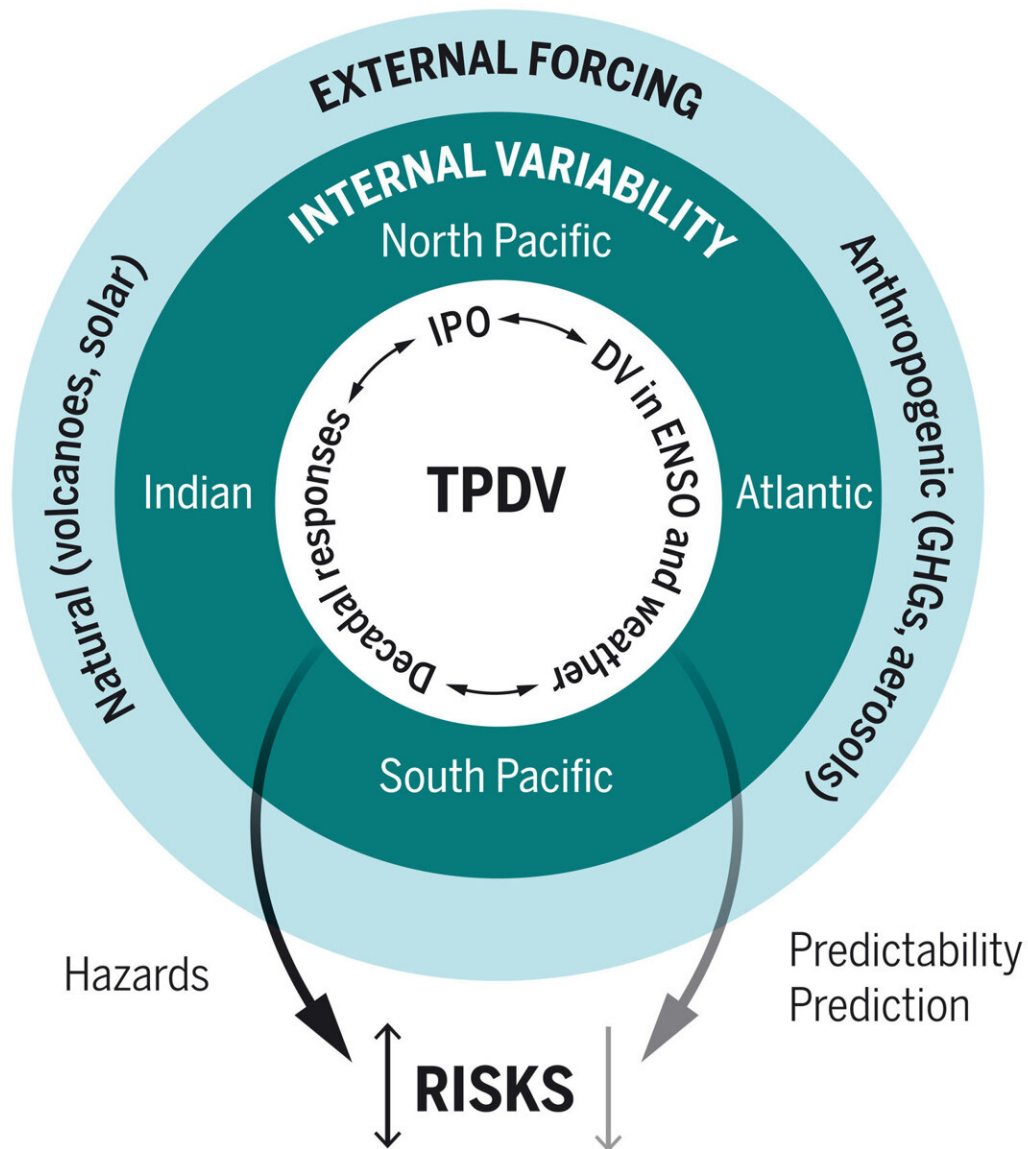 EXTERNAL FORCING
INTERNAL VARIABILITY
North Pacific
Natural (volcanoes, solar)
Anthropogenic (GHGs, aerosols)
IPO
DV in ENSO and weather
Decadal responses
TPDV
Indian
Atlantic
South Pacific
Hazards
Predictability
Prediction
RISKS